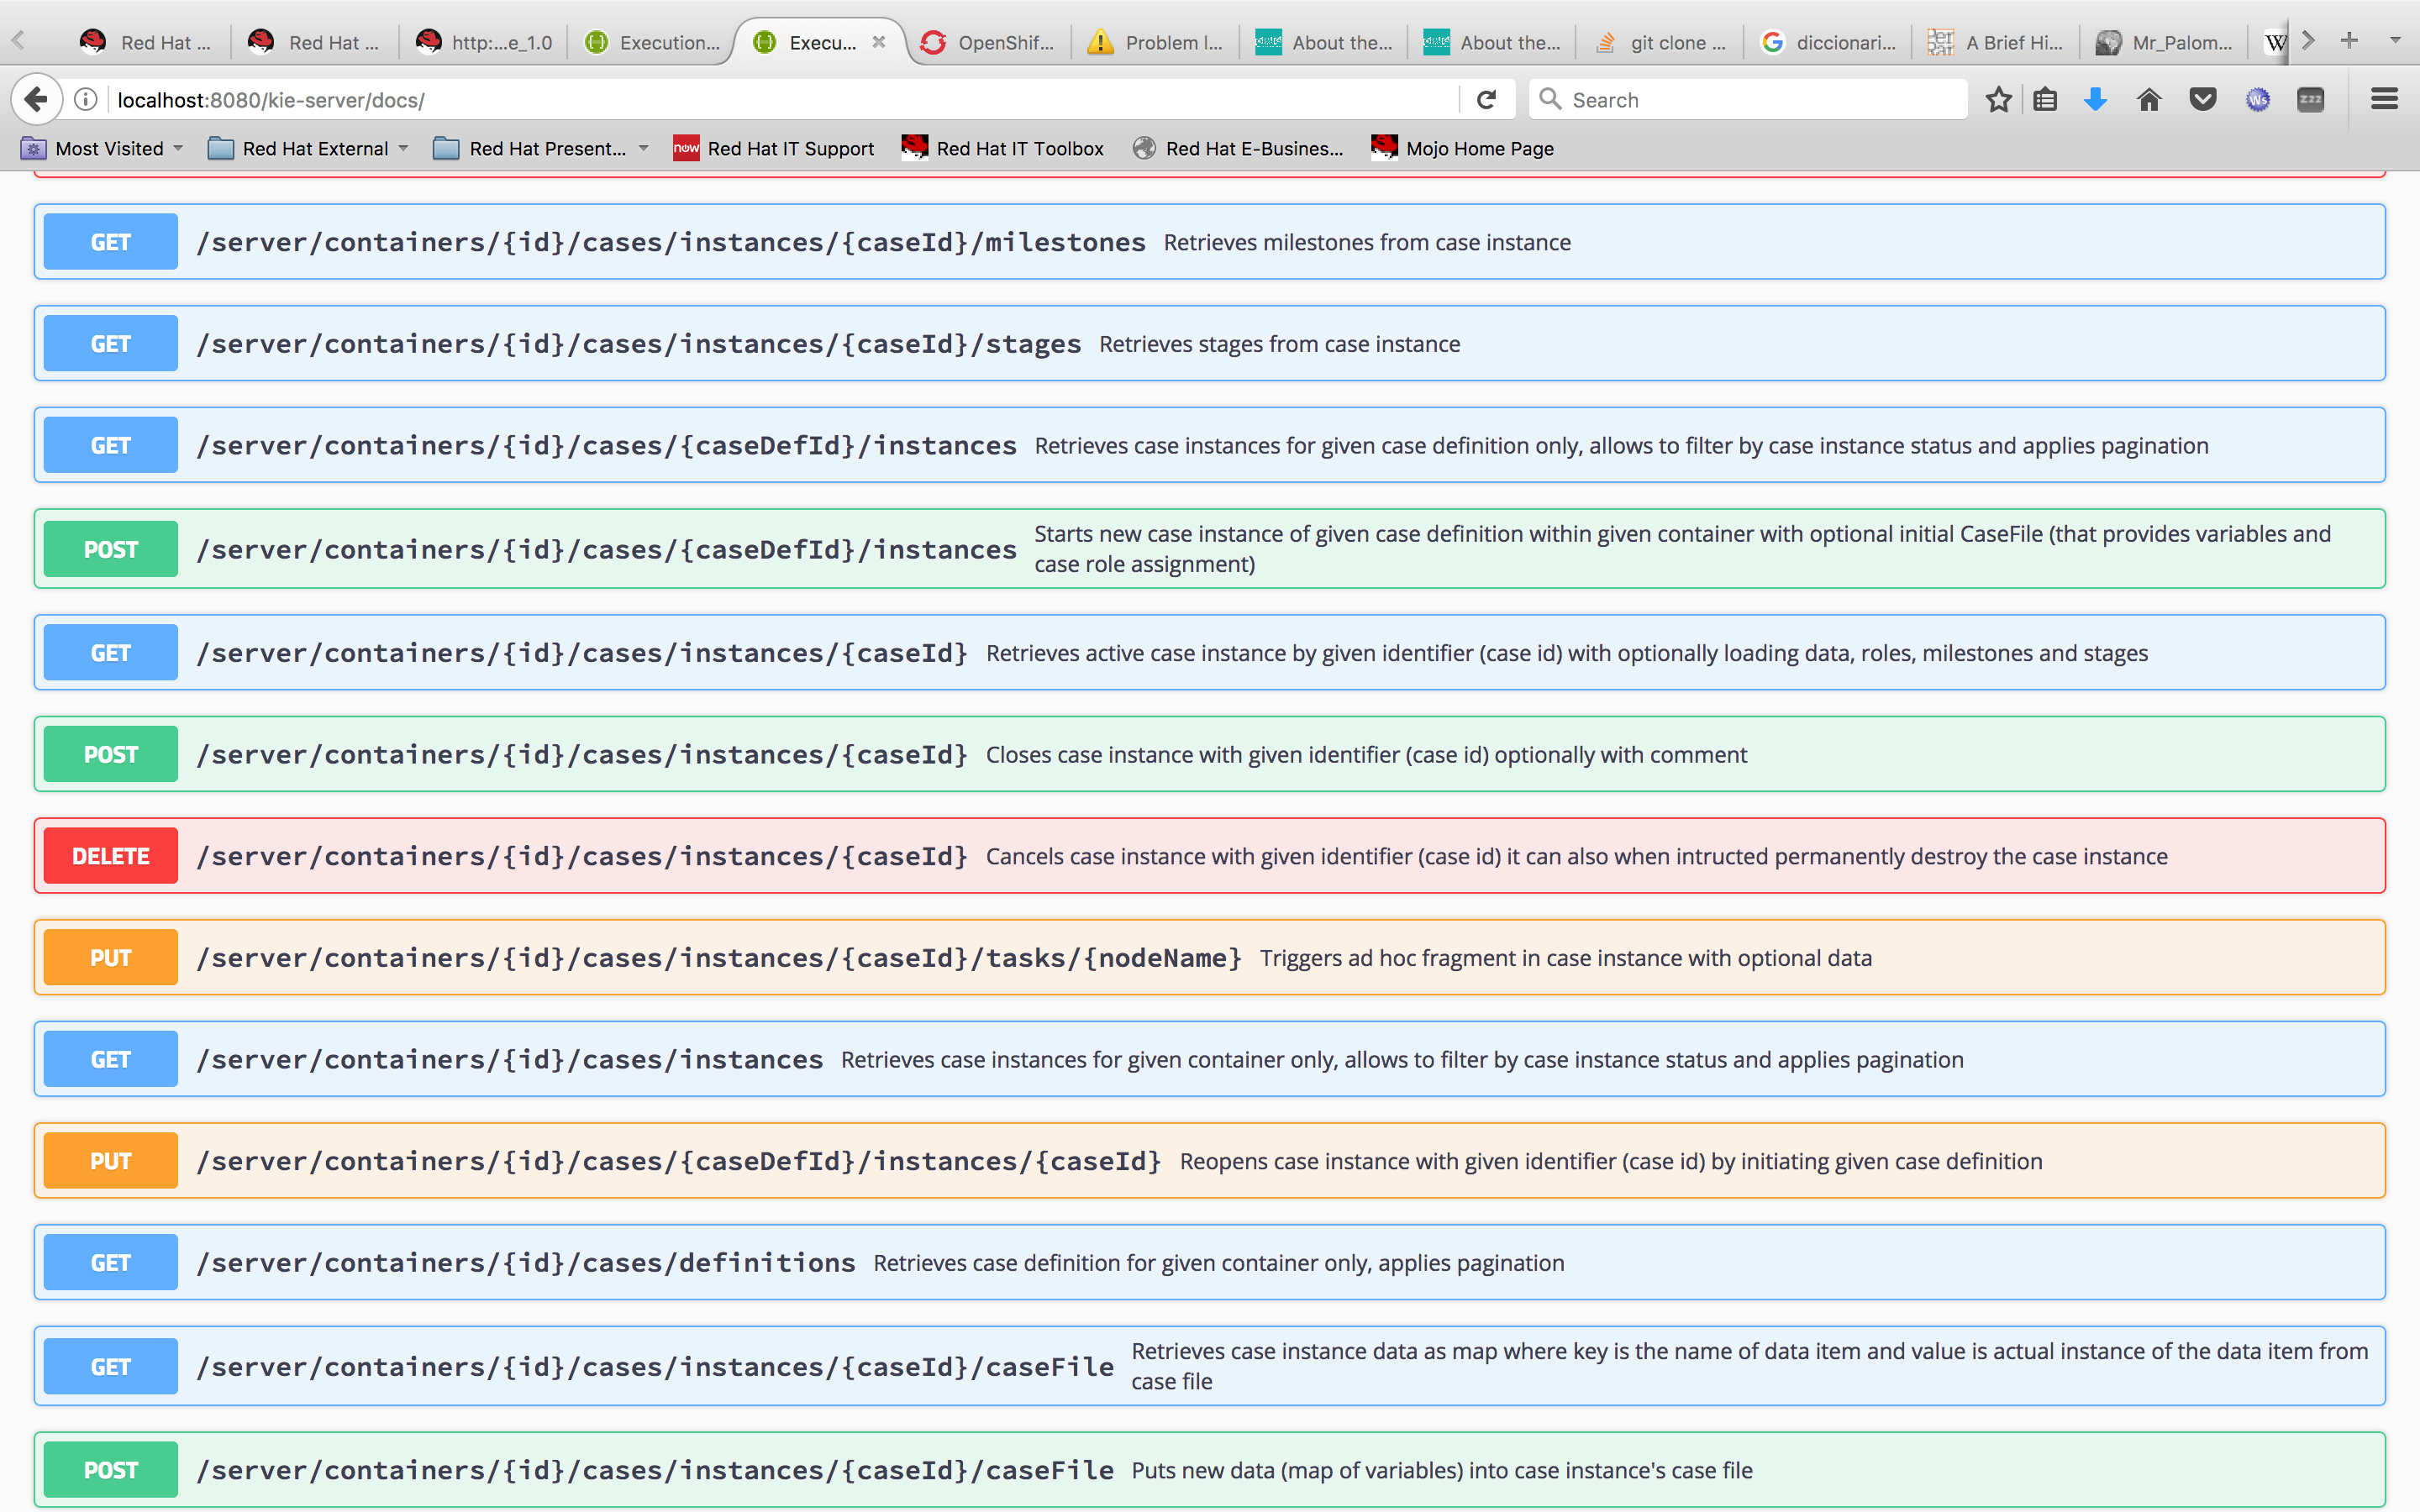 Red Hat ...
Red Hat ...
http:...e_1.0
Execution...
Execu...
OpenShif...
Problem l...
About the...
About the...
git clone ...
diccionari...
A Brief Hi...
Mr_Palom...
W
localhost:8080/kie-server/docs/
Search
Ws
zzz
Most Visited
Red Hat External
Red Hat Present...
now
Red Hat IT Support
Red Hat IT Toolbox
Red Hat E-Busines...
Mojo Home Page
GET /server/containers/{id}/cases/instances/{caseId}/milestones Retrieves milestones from case instance
GET /server/containers/{id}/cases/instances/{caseId}/stages Retrieves stages from case instance
GET /server/containers/{id}/cases/{caseDefId}/instances Retrieves case instances for given case definition only, allows to filter by case instance status and applies pagination
POST /server/containers/{id}/cases/{caseDefId}/instances Starts new case instance of given case definition within given container with optional initial CaseFile (that provides variables and
case role assignment)
GET /server/containers/{id}/cases/instances/{caseId} Retrieves active case instance by given identifier (case id) with optionally loading data, roles, milestones and stages
POST /server/containers/{id}/cases/instances/{caseId} Closes case instance with given identifier (case id) optionally with comment
DELETE /server/containers/{id}/cases/instances/{caseId} Cancels case instance with given identifier (case id) it can also when intructed permanently destroy the case instance
PUT /server/containers/{id}/cases/instances/{caseId}/tasks/{nodeName} Triggers ad hoc fragment in case instance with optional data
GET /server/containers/{id}/cases/instances Retrieves case instances for given container only, allows to filter by case instance status and applies pagination
PUT /server/containers/{id}/cases/{caseDefId}/instances/{caseId} Reopens case instance with given identifier (case id) by initiating given case definition
GET /server/containers/{id}/cases/definitions Retrieves case definition for given container only, applies pagination
GET /server/containers/{id}/cases/instances/{caseId}/caseFile Retrieves case instance data as map where key is the name of data item and value is actual instance of the data item from
case file
POST /server/containers/{id}/cases/instances/{caseId}/caseFile Puts new data (map of variables) into case instance's case file